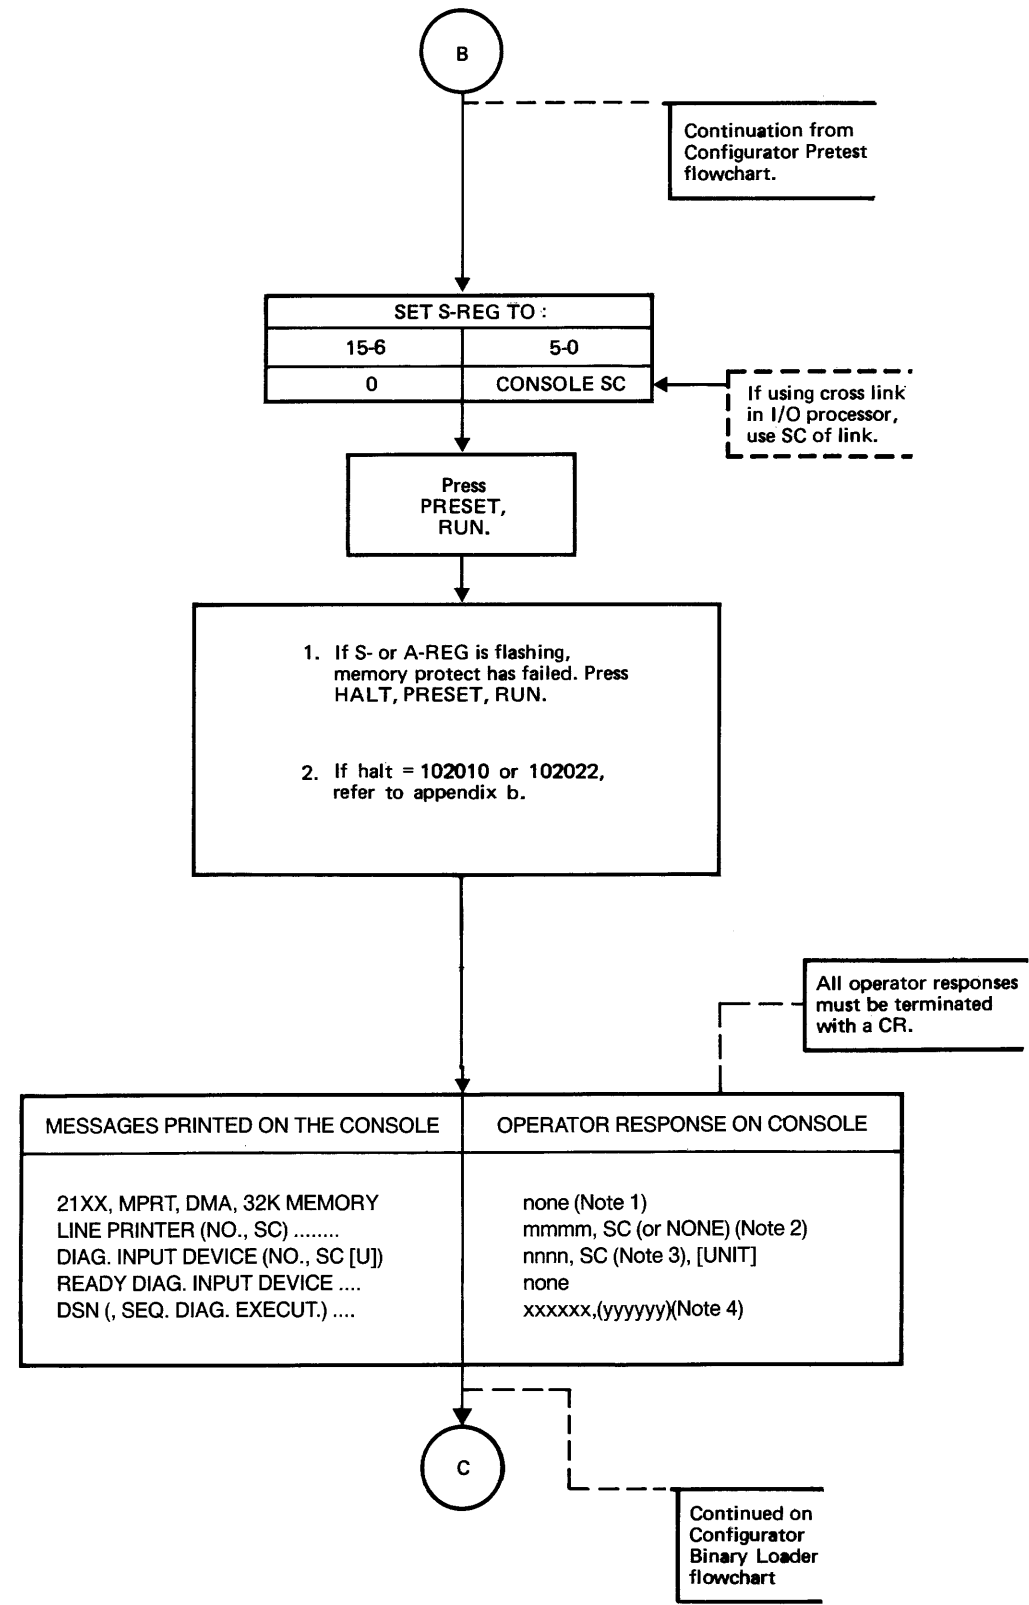 B
Continuation from
Configurator Pretest
flowchart.
SET S-REG TO :
15-6 5-0
0 CONSOLE SC
If using cross link
in I/O processor,
use SC of link.
Press
PRESET,
RUN.
1. If S- or A-REG is flashing,
memory protect has failed. Press
HALT, PRESET, RUN.
2. If halt = 102010 or 102022,
refer to appendix b.
All operator responses
must be terminated
with a CR.
MESSAGES PRINTED ON THE CONSOLE OPERATOR RESPONSE ON CONSOLE
21XX, MPRT, DMA, 32K MEMORY none (Note 1)
LINE PRINTER (NO., SC) ........ mmmm, SC (or NONE) (Note 2)
DIAG. INPUT DEVICE (NO., SC [U]) nnnn, SC (Note 3), [UNIT]
READY DIAG. INPUT DEVICE .... none
DSN (, SEQ. DIAG. EXECUT.) .... xxxxxx,(yyyyyy)(Note 4)
C
Continued on
Configurator
Binary Loader
flowchart